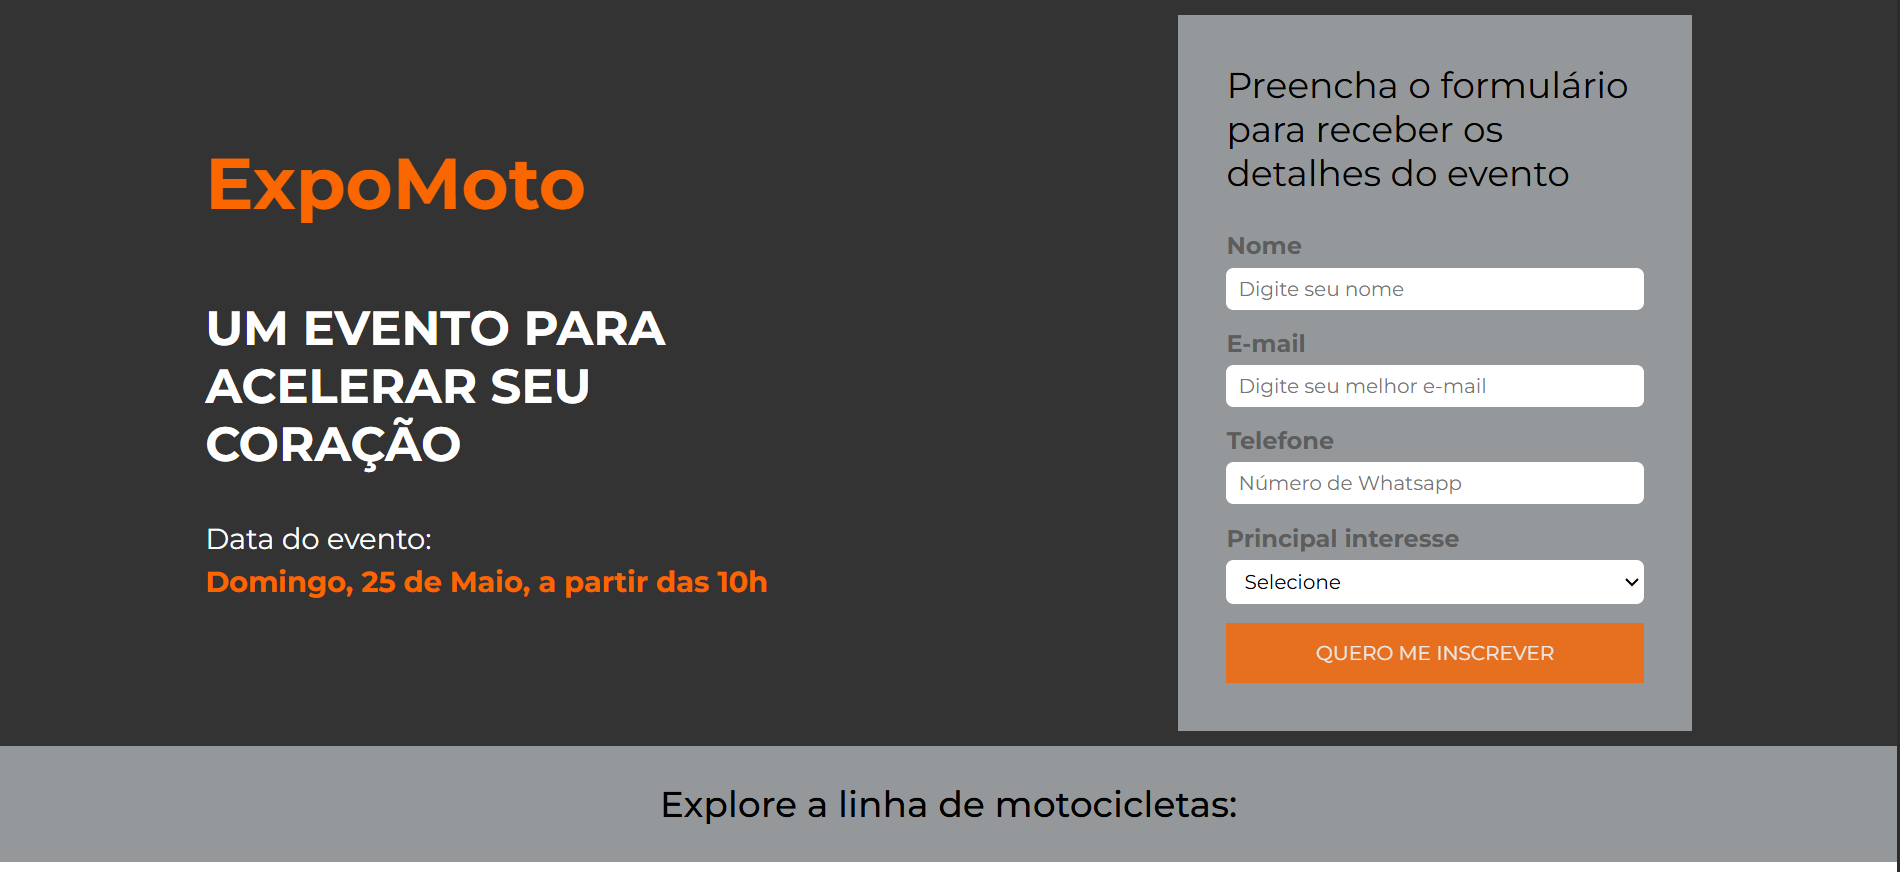 ExpoMoto
UM EVENTO PARA
ACELERAR SEU
CORAÇÃO
Data do evento:
Domingo, 25 de Maio, a partir das 10h
Preencha o formulário
para receber os
detalhes do evento
Nome
Digite seu nome
E-mail
Digite seu melhor e-mail
Telefone
Número de Whatsapp
Principal interesse
Selecione
QUERO ME INSCREVER
Explore a linha de motocicletas: